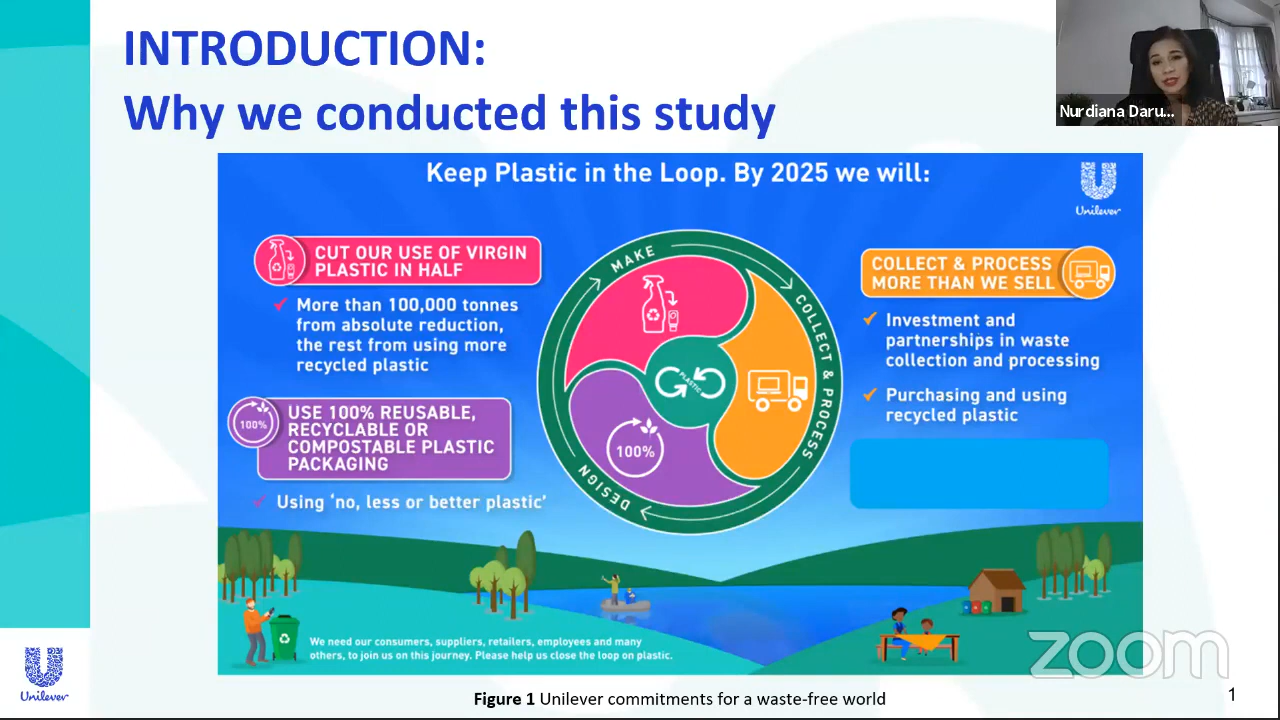 INTRODUCTION:
Why we conducted this study
Nurdiana Daru...
Keep Plastic in the Loop. By 2025 we will:
Unilever
CUT OUR USE OF VIRGIN
PLASTIC IN HALF
✓ More than 100,000 tonnes
from absolute reduction,
the rest from using more
recycled plastic
100%
USE 100% REUSABLE,
RECYCLABLE OR
COMPOSTABLE PLASTIC
PACKAGING
✓ Using ‘no, less or better plastic’
MAKE
COLLECT & PROCESS
DESIGN
PLASTIC
100%
COLLECT & PROCESS
MORE THAN WE SELL
✓ Investment and
partnerships in waste
collection and processing
✓ Purchasing and using
recycled plastic
We need our consumers, suppliers, retailers, employees and many
others, to join us on this journey. Please help us close the loop on plastic.
zoom
Unilever
Figure 1 Unilever commitments for a waste-free world
1